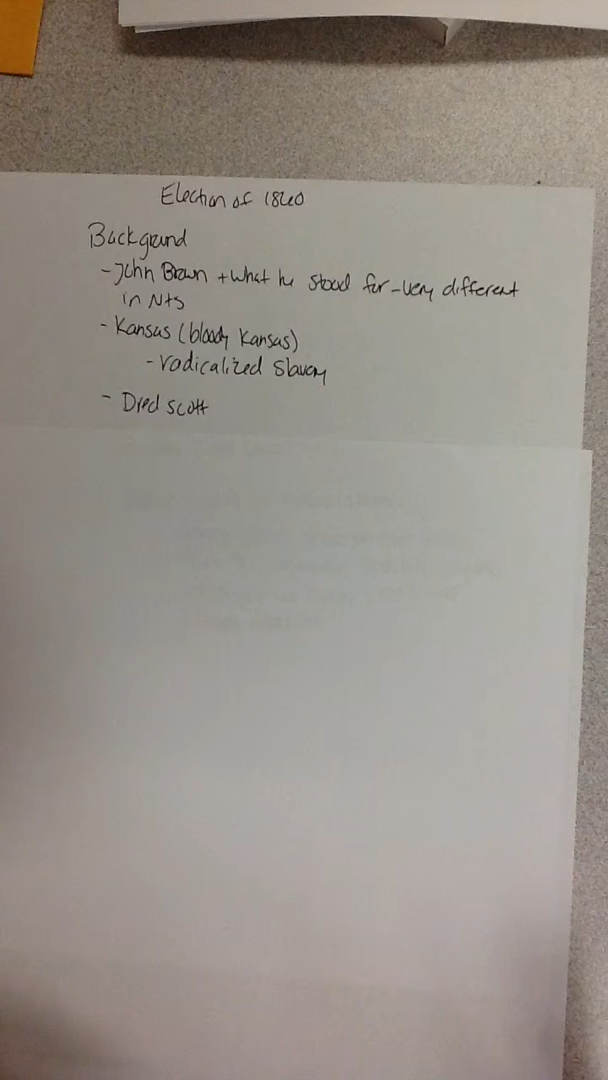 Election of 1860
Background
- John Brown + what he stood for - very different
in N+S
- Kansas (bloody Kansas)
- radicalized slavery
- Dred Scott